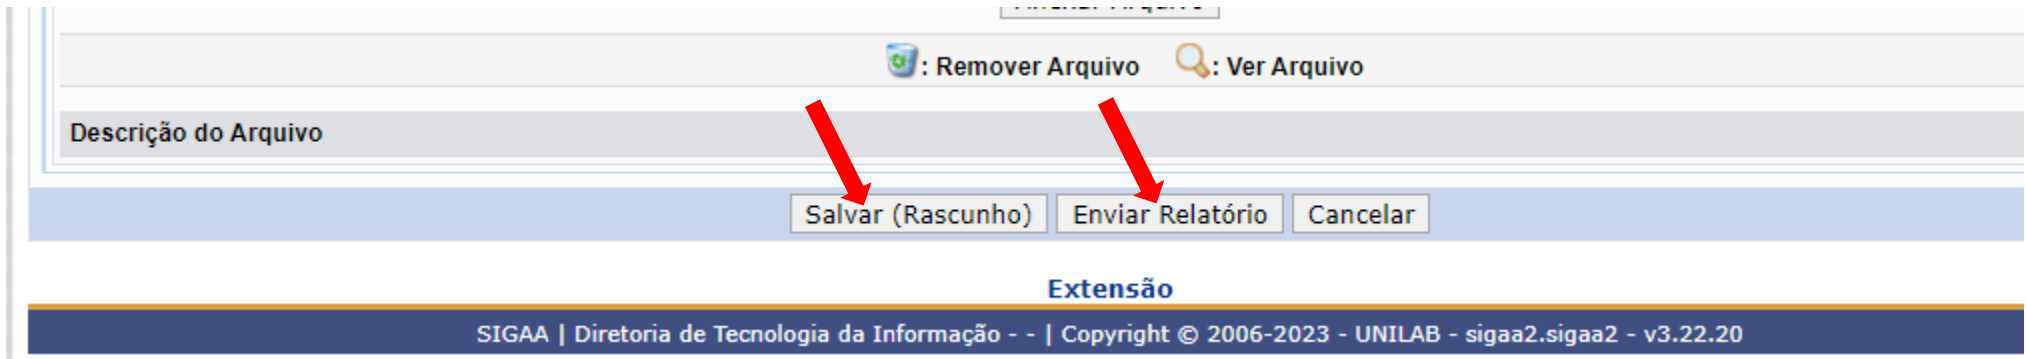 : Remover Arquivo : Ver Arquivo
Descrição do Arquivo
Salvar (Rascunho) Enviar Relatório Cancelar
Extensão
SIGAA | Diretoria de Tecnologia da Informação - - | Copyright © 2006-2023 - UNILAB - sigaa2.sigaa2 - v3.22.20